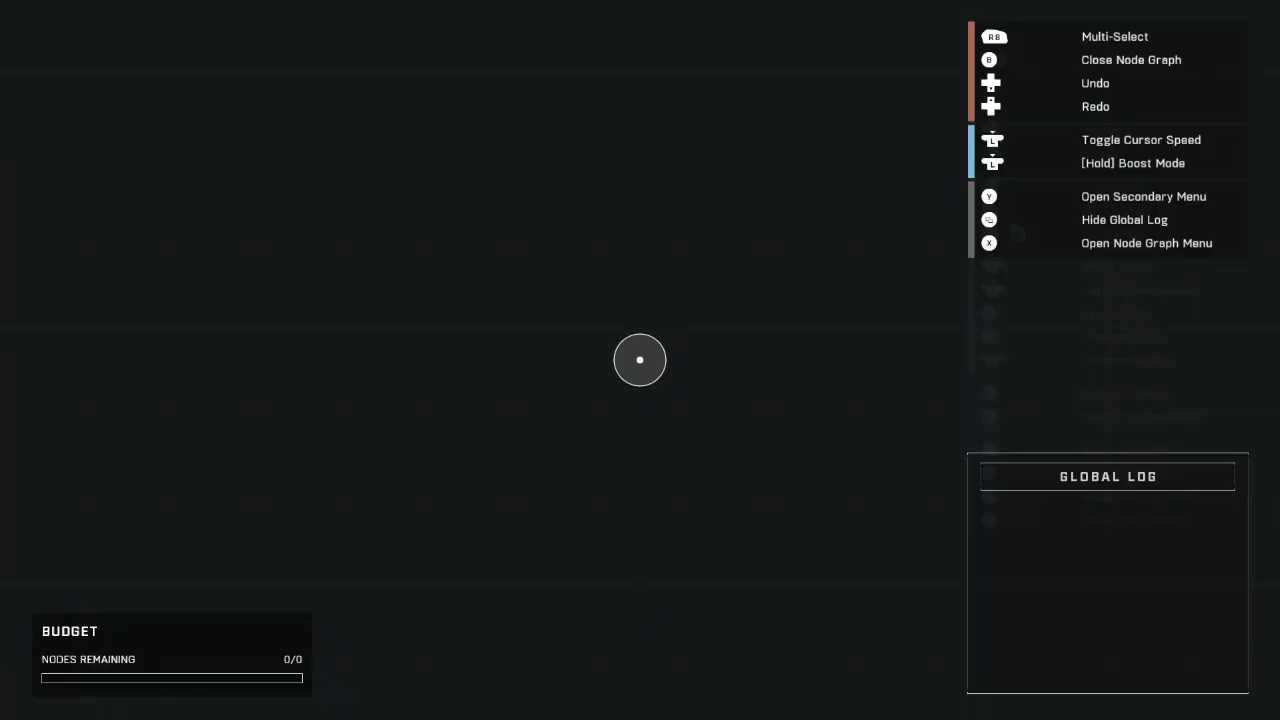 RB Multi-Select
B Close Node Graph
Undo
Redo
L Toggle Cursor Speed
L [Hold] Boost Mode
Y Open Secondary Menu
Hide Global Log
X Open Node Graph Menu
GLOBAL LOG
BUDGET
NODES REMAINING 0/0